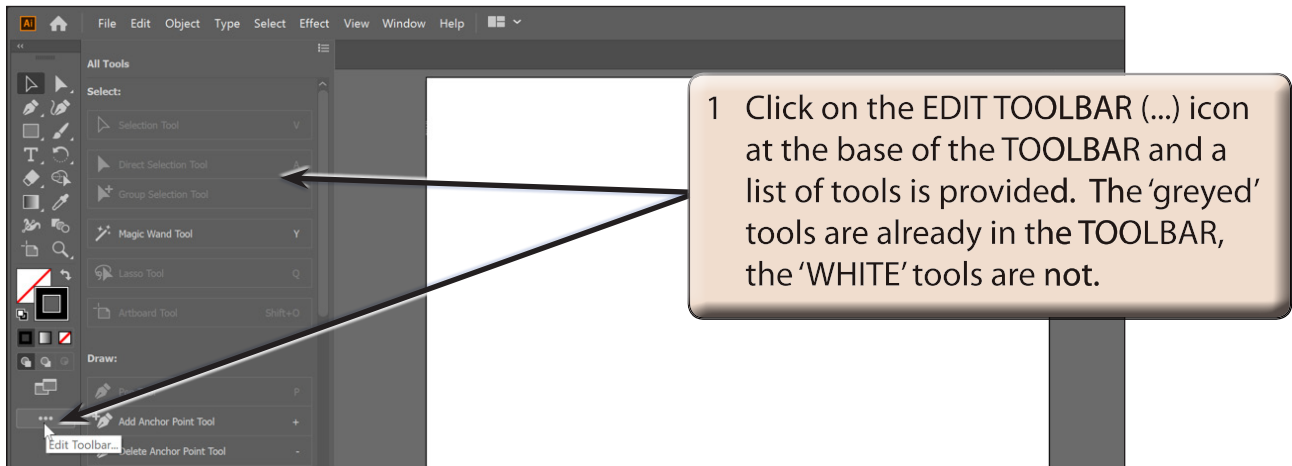 Ai File Edit Object Type Select Effect View Window Help
All Tools
Select:
Selection Tool V
Direct Selection Tool A
Group Selection Tool
Magic Wand Tool Y
Lasso Tool Q
Artboard Tool Shift+O
Draw:
P
Add Anchor Point Tool +
Delete Anchor Point Tool -
Edit Toolbar...
1 Click on the EDIT TOOLBAR (...) icon
at the base of the TOOLBAR and a
list of tools is provided. The ‘greyed’
tools are already in the TOOLBAR,
the ‘WHITE’ tools are not.